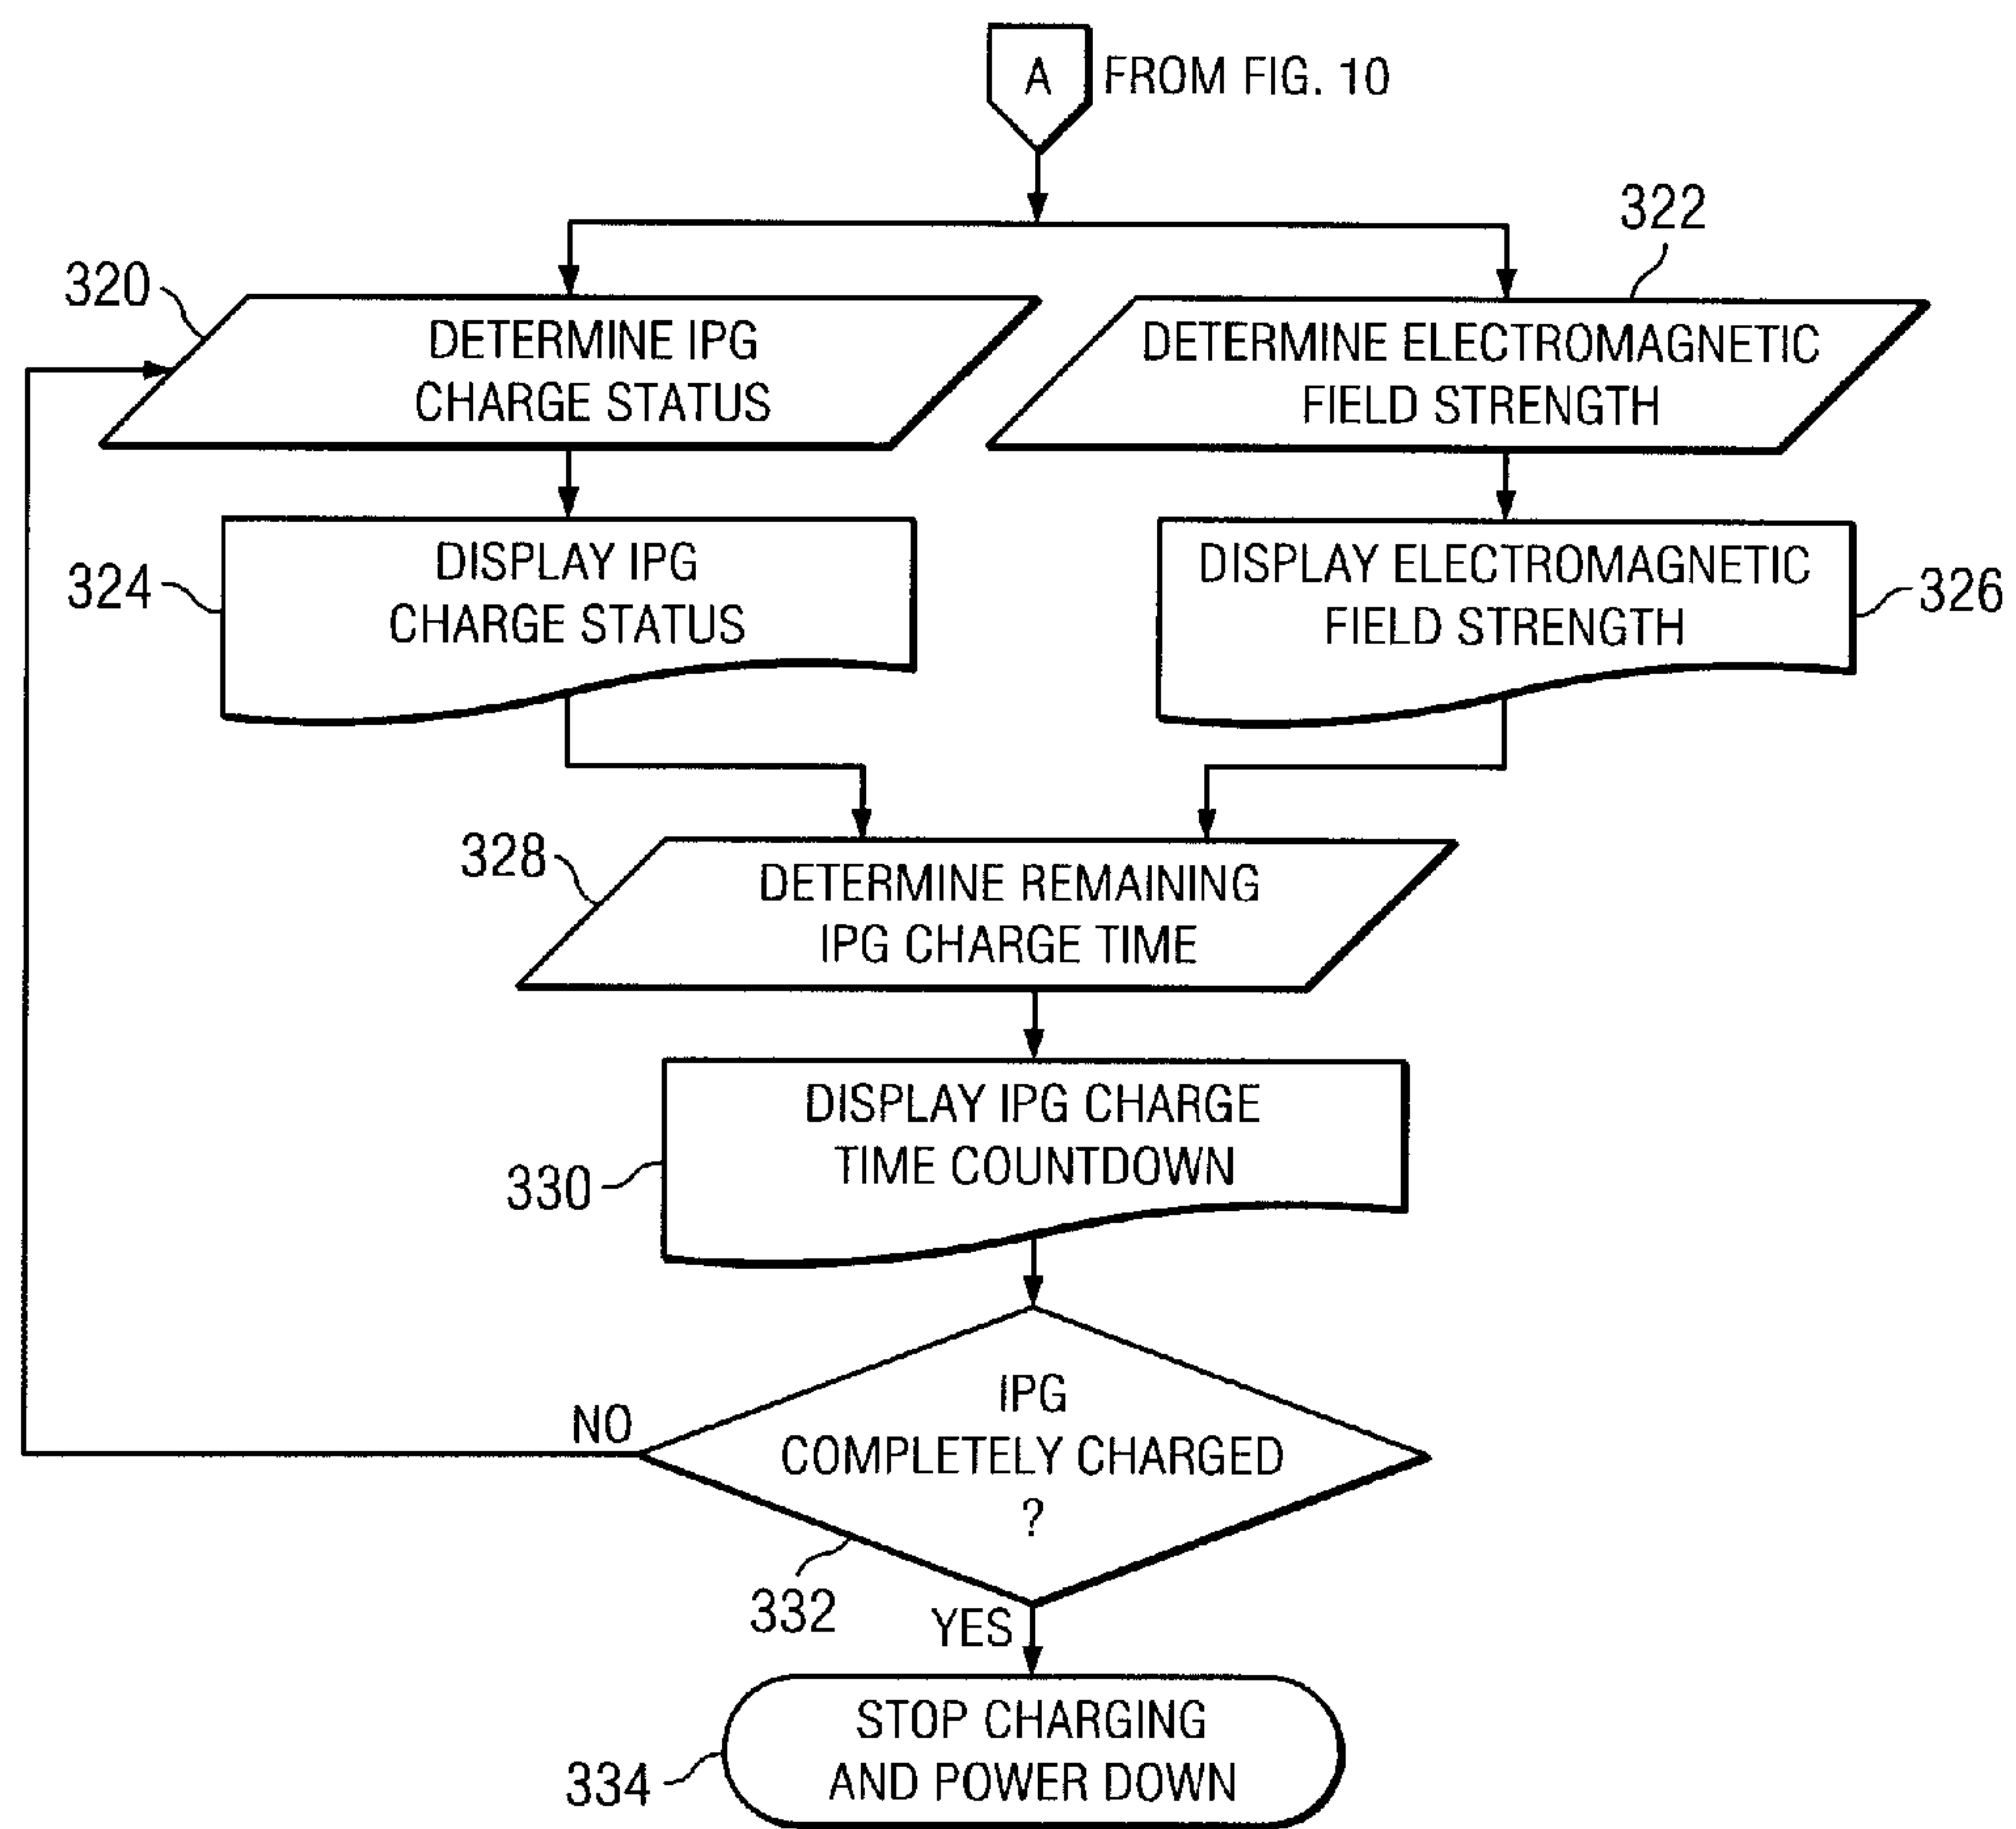 A FROM FIG. 10
322
320
DETERMINE IPG
CHARGE STATUS
DETERMINE ELECTROMAGNETIC
FIELD STRENGTH
324
DISPLAY IPG
CHARGE STATUS
DISPLAY ELECTROMAGNETIC
FIELD STRENGTH
326
328
DETERMINE REMAINING
IPG CHARGE TIME
330
DISPLAY IPG CHARGE
TIME COUNTDOWN
NO
IPG
COMPLETELY CHARGED
?
332
YES
334
STOP CHARGING
AND POWER DOWN